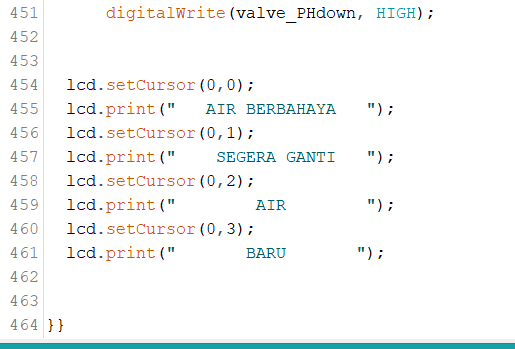 451      digitalWrite(valve_PHdown, HIGH);
452
453
454  lcd.setCursor(0,0);
455  lcd.print("   AIR BERBAHAYA   ");
456  lcd.setCursor(0,1);
457  lcd.print("    SEGERA GANTI   ");
458  lcd.setCursor(0,2);
459  lcd.print("        AIR        ");
460  lcd.setCursor(0,3);
461  lcd.print("       BARU       ");
462
463
464 }}